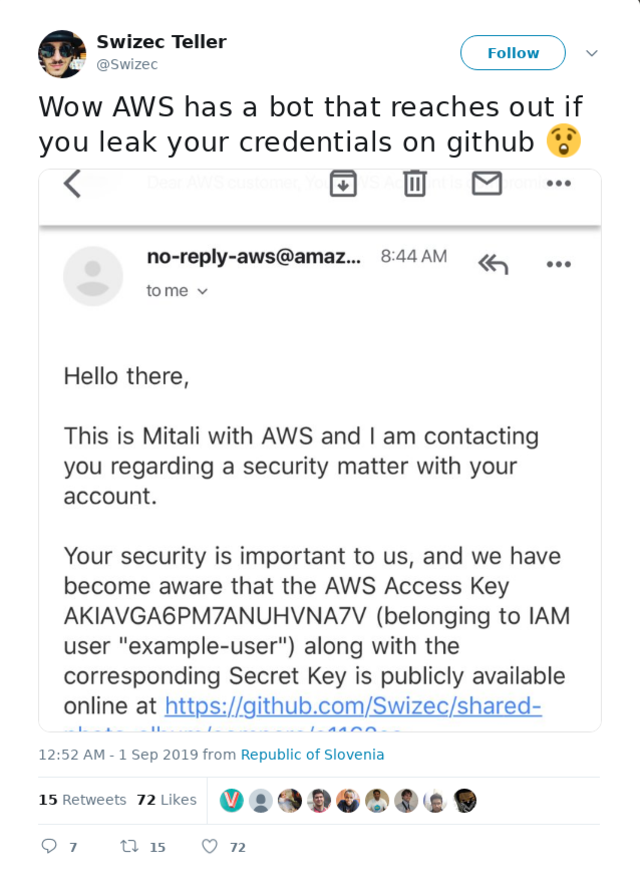 Swizec Teller
@Swizec
Follow
Wow AWS has a bot that reaches out if
you leak your credentials on github 😲
no-reply-aws@amaz... 8:44 AM
to me
Hello there,
This is Mitali with AWS and I am contacting
you regarding a security matter with your
account.
Your security is important to us, and we have
become aware that the AWS Access Key
AKIAVGA6PM7ANUHVNA7V (belonging to IAM
user "example-user") along with the
corresponding Secret Key is publicly available
online at https://github.com/Swizec/shared-
12:52 AM - 1 Sep 2019 from Republic of Slovenia
15 Retweets 72 Likes
7 15 72